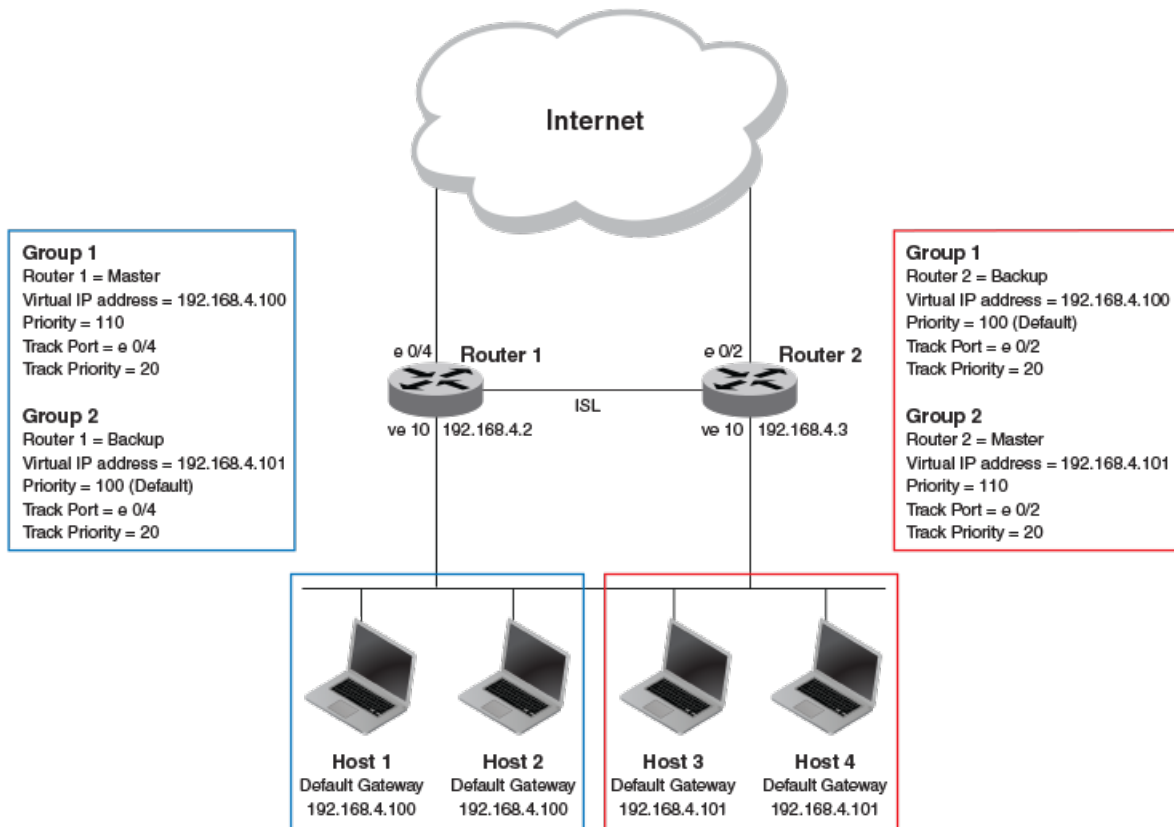 Internet
Group 1
Router 1 = Master
Virtual IP address = 192.168.4.100
Priority = 110
Track Port = e 0/4
Track Priority = 20
Group 2
Router 1 = Backup
Virtual IP address = 192.168.4.101
Priority = 100 (Default)
Track Port = e 0/4
Track Priority = 20
Group 1
Router 2 = Backup
Virtual IP address = 192.168.4.100
Priority = 100 (Default)
Track Port = e 0/2
Track Priority = 20
Group 2
Router 2 = Master
Virtual IP address = 192.168.4.101
Priority = 110
Track Port = e 0/2
Track Priority = 20
e 0/4
Router 1
e 0/2
Router 2
ISL
ve 10
192.168.4.2
ve 10
192.168.4.3
Host 1
Default Gateway
192.168.4.100
Host 2
Default Gateway
192.168.4.100
Host 3
Default Gateway
192.168.4.101
Host 4
Default Gateway
192.168.4.101